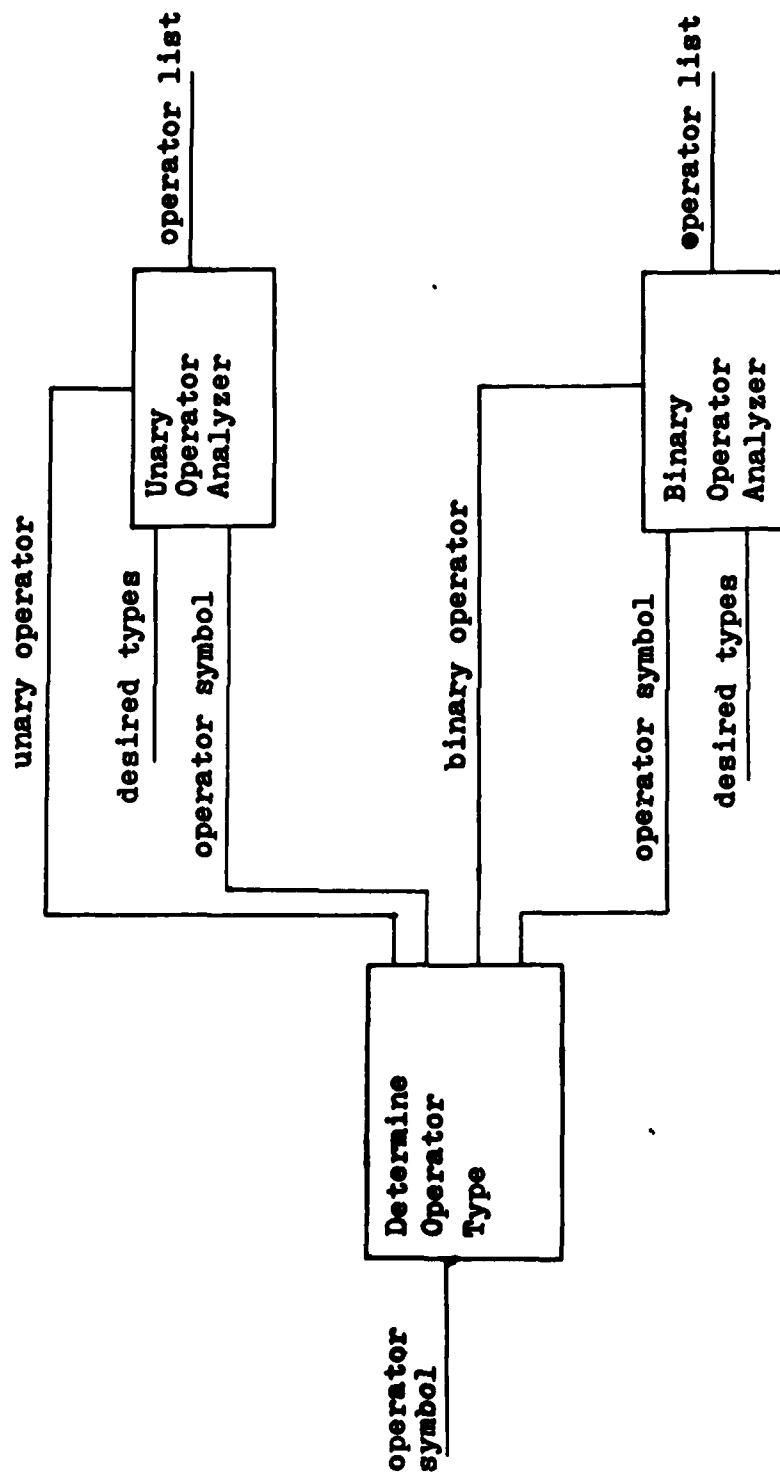 unary operator
desired types
operator symbol
Unary
Operator
Analyzer
operator list
operator
symbol
Determine
Operator
Type
binary operator
operator symbol
desired types
Binary
Operator
Analyzer
operator list